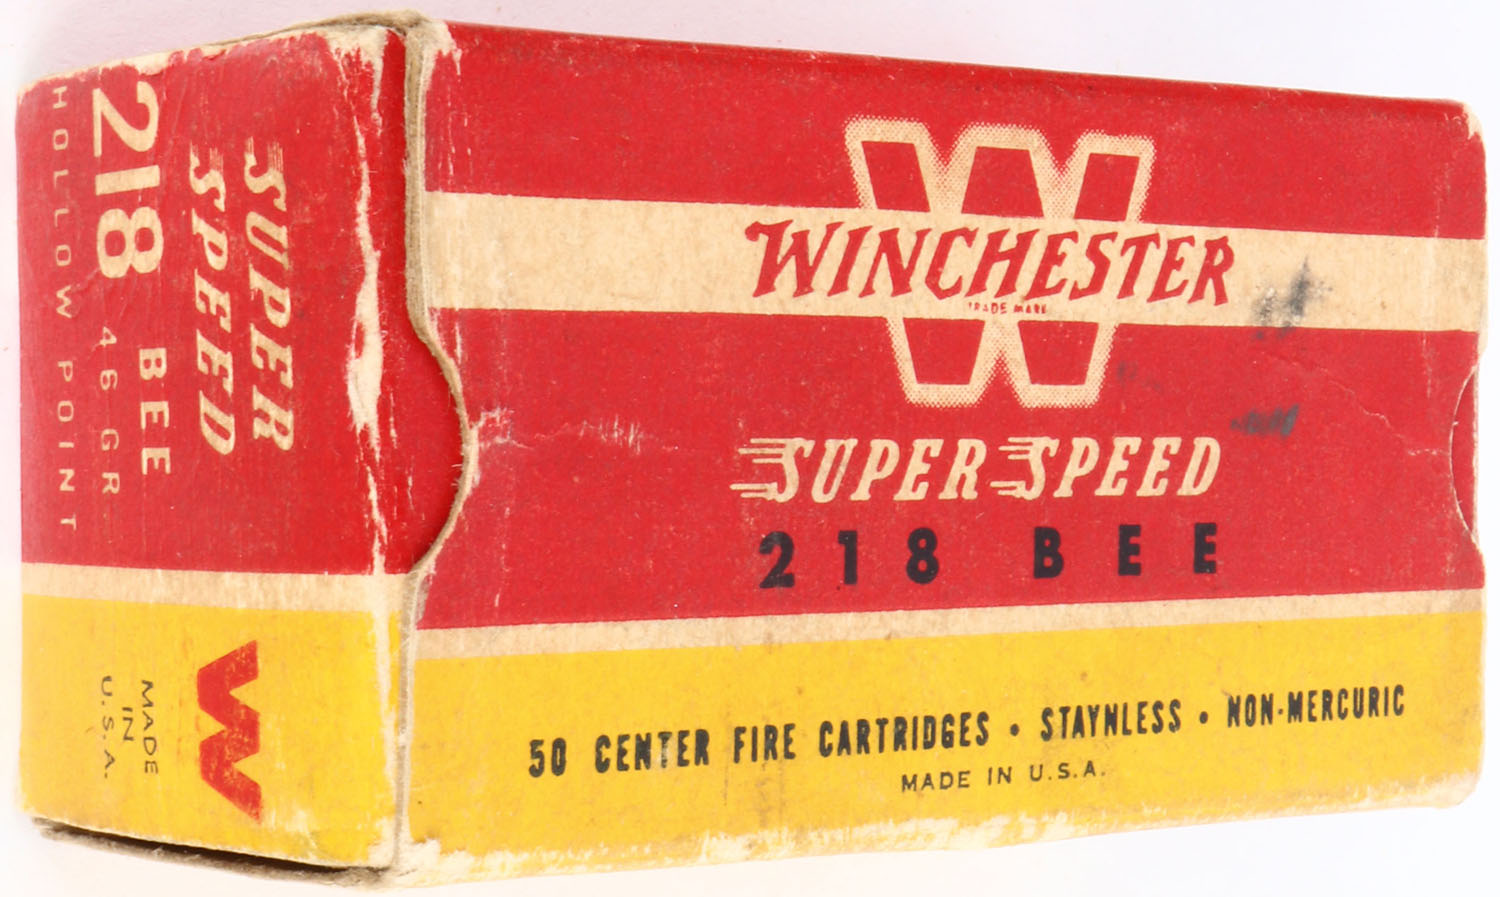 W
WINCHESTER
TRADE MARK
SUPER SPEED
218 BEE
50 CENTER FIRE CARTRIDGES • STAYNLESS • NON-MERCURIC
MADE IN U.S.A.
SUPER
SPEED
218 BEE
46 GR.
HOLLOW POINT
W
MADE
IN
U.S.A.